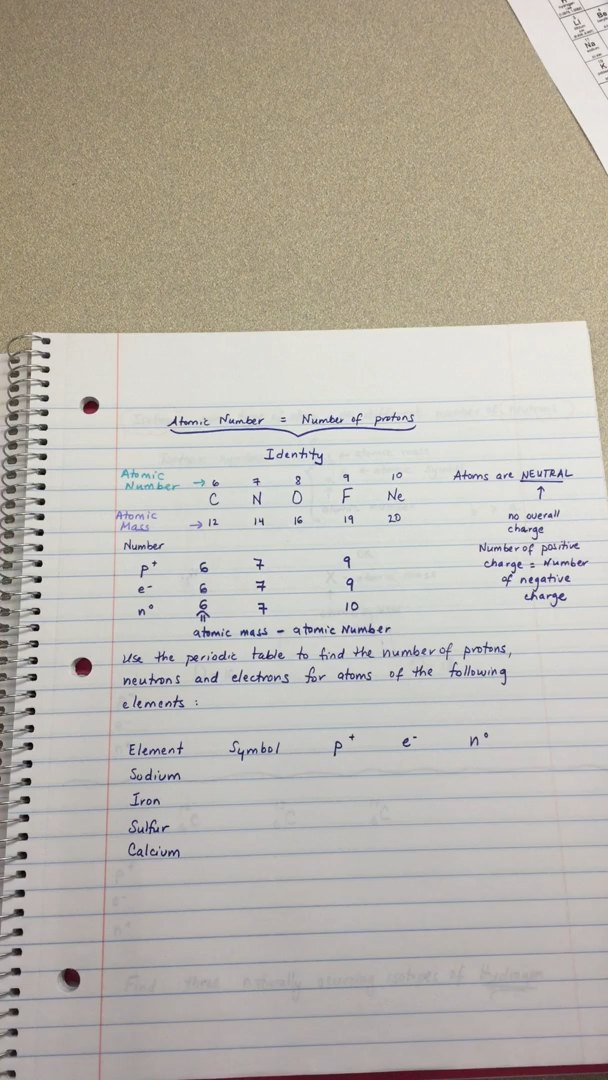 Atomic Number = Number of protons
Identity
Atomic Number → 6 7 8 9 10
C N O F Ne
Atomic Mass → 12 14 16 19 20
Atoms are NEUTRAL
↑
no overall
charge
Number of positive
charge = Number
of negative
charge
Number
p+ 6 7 9
e- 6 7 9
n° 6 7 10
atomic mass - atomic Number
Use the periodic table to find the number of protons,
neutrons and electrons for atoms of the following
elements :
Element Symbol p+ e- n°
Sodium
Iron
Sulfur
Calcium
Li
Be
Na
K